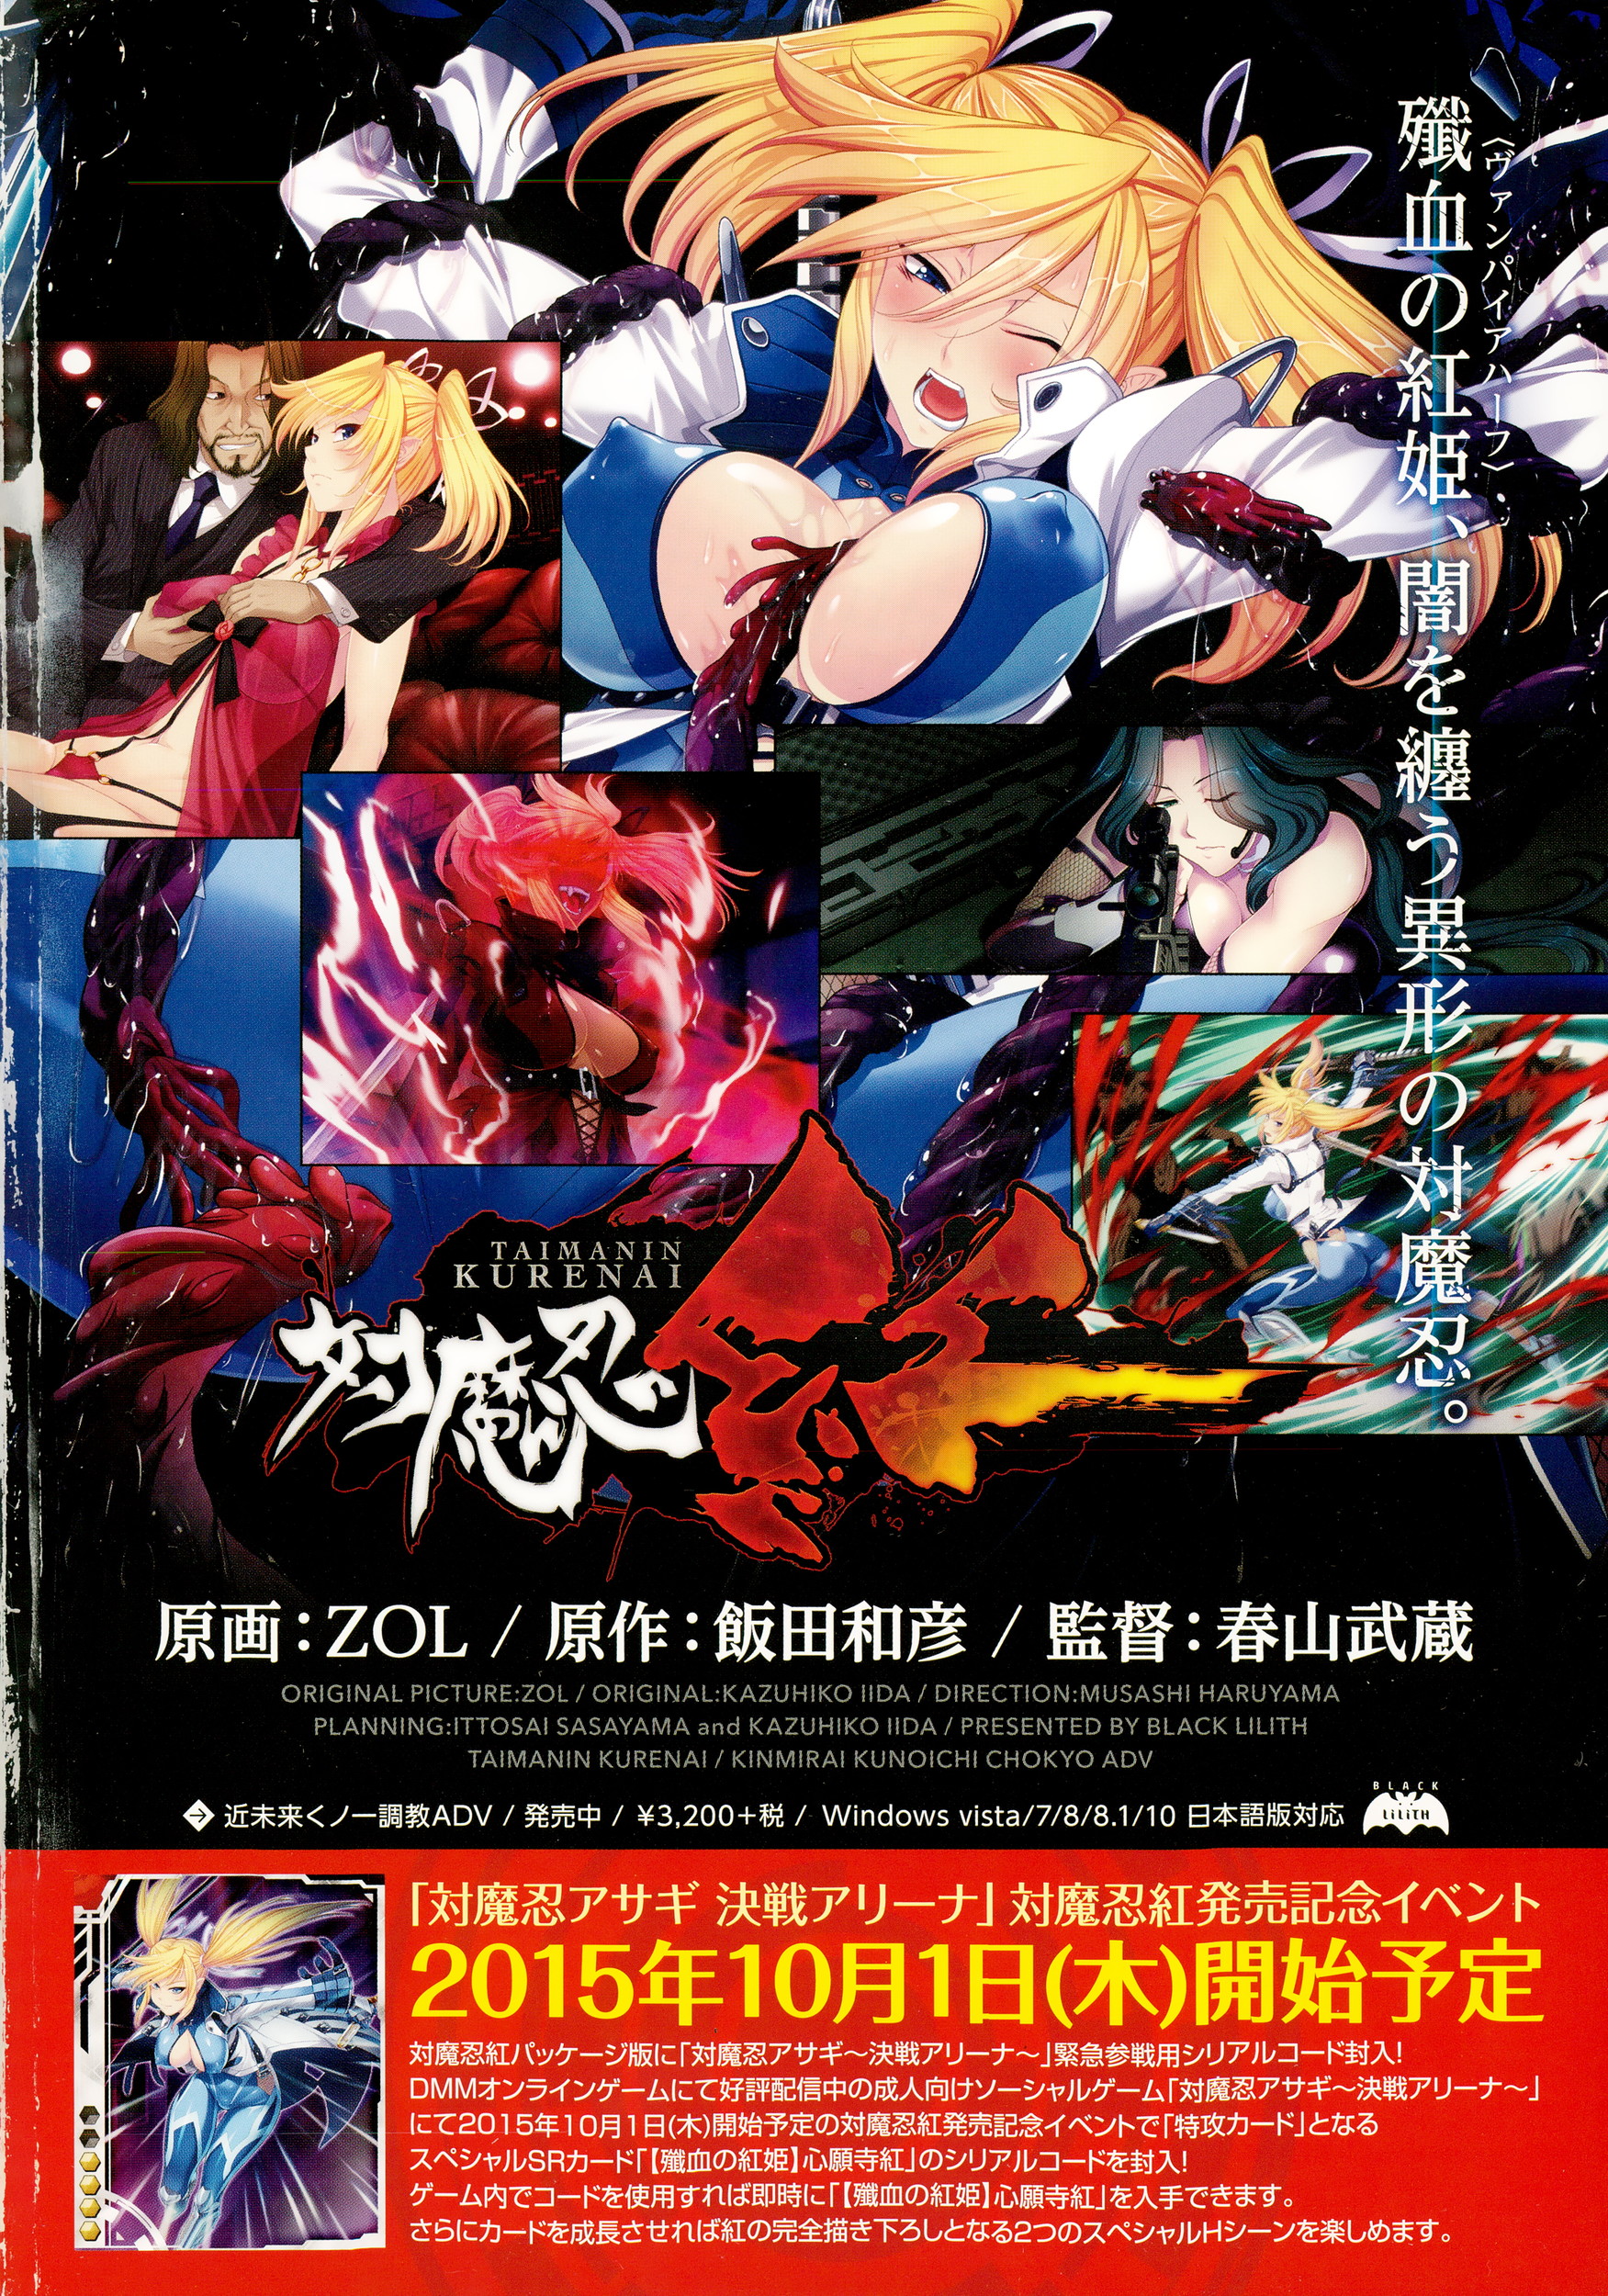 殲血の紅姫、闇を纏う異形の対魔忍。
〈ヴァンパイアハーフ〉
TAIMANIN
KURENAI
対魔忍 紅
原画：ZOL / 原作：飯田和彦 / 監督：春山武蔵
ORIGINAL PICTURE:ZOL / ORIGINAL:KAZUHIKO IIDA / DIRECTION:MUSASHI HARUYAMA
PLANNING:ITTOSAI SASAYAMA and KAZUHIKO IIDA / PRESENTED BY BLACK LILITH
TAIMANIN KURENAI / KINMIRAI KUNOICHI CHOKYO ADV
近未来くノ一調教ADV / 発売中 / ¥3,200+税 / Windows vista/7/8/8.1/10 日本語版対応
BLACK
LiLiTH
「対魔忍アサギ 決戦アリーナ」対魔忍紅発売記念イベント
2015年10月1日(木)開始予定
対魔忍紅パッケージ版に「対魔忍アサギ～決戦アリーナ～」緊急参戦用シリアルコード封入!
DMMオンラインゲームにて好評配信中の成人向けソーシャルゲーム「対魔忍アサギ～決戦アリーナ～」
にて2015年10月1日(木)開始予定の対魔忍紅発売記念イベントで「特攻カード」となる
スペシャルSRカード「【殲血の紅姫】心願寺紅」のシリアルコードを封入!
ゲーム内でコードを使用すれば即時に「【殲血の紅姫】心願寺紅」を入手できます。
さらにカードを成長させれば紅の完全描き下ろしとなる2つのスペシャルHシーンを楽しめます。